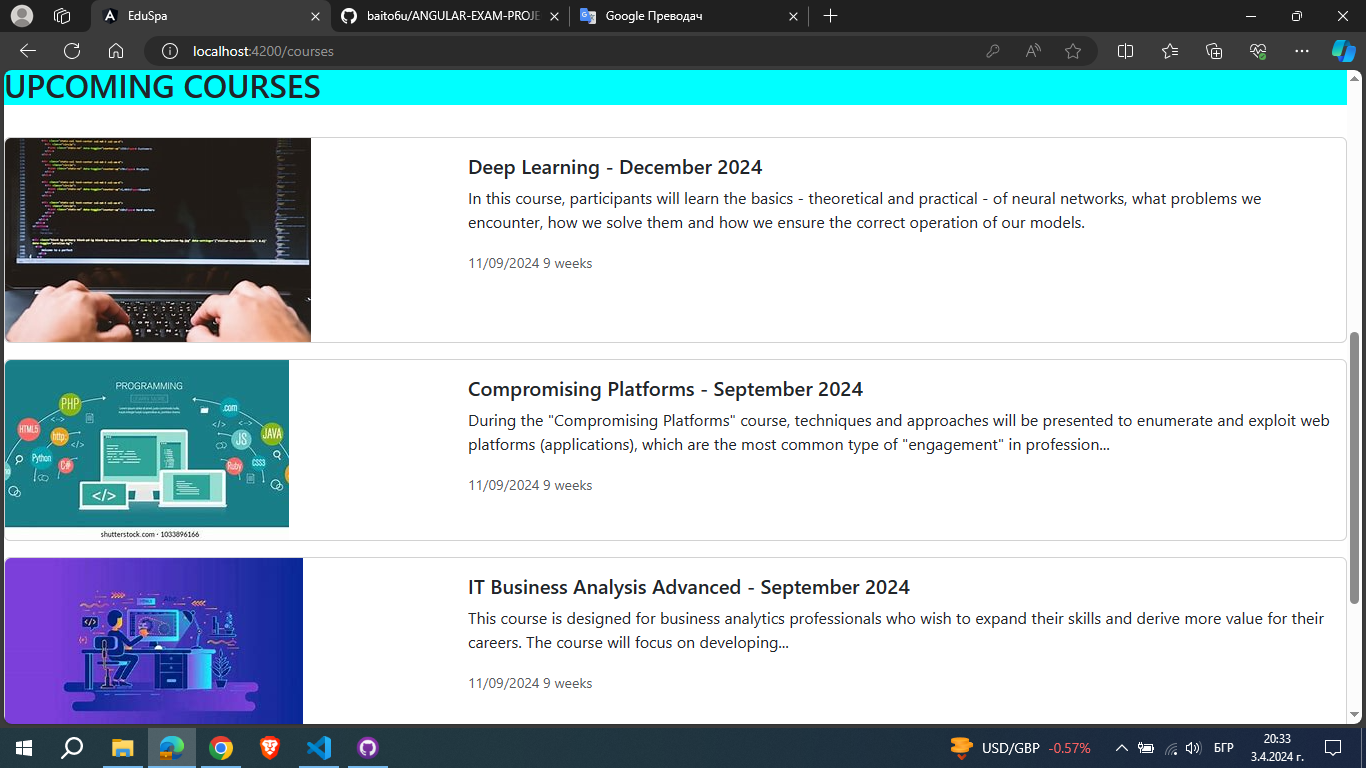 EduSpa
baito6u/ANGULAR-EXAM-PROJE
Google Преводач
localhost:4200/courses
UPCOMING COURSES
Deep Learning - December 2024
In this course, participants will learn the basics - theoretical and practical - of neural networks, what problems we
encounter, how we solve them and how we ensure the correct operation of our models.
11/09/2024 9 weeks
PROGRAMMING
LEARN MORE
PHP
HTML5
http:
Python
C#
.com
JS
JAVA
Ruby
CSS3
</>
shutterstock.com · 1033896166
Compromising Platforms - September 2024
During the "Compromising Platforms" course, techniques and approaches will be presented to enumerate and exploit web
platforms (applications), which are the most common type of "engagement" in profession...
11/09/2024 9 weeks
</>
IT Business Analysis Advanced - September 2024
This course is designed for business analytics professionals who wish to expand their skills and derive more value for their
careers. The course will focus on developing...
11/09/2024 9 weeks
USD/GBP -0.57%
БГР
20:33
3.4.2024 г.